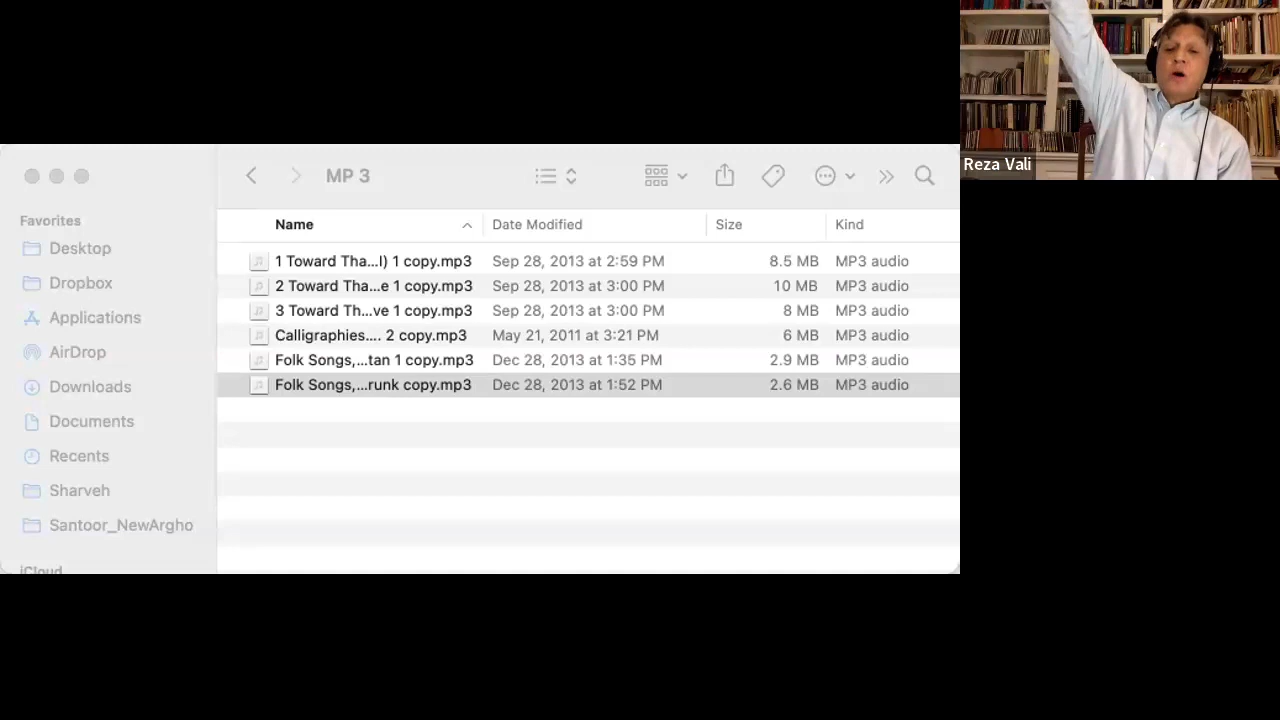 MP 3
Favorites
Desktop
Dropbox
Applications
AirDrop
Downloads
Documents
Recents
Sharveh
Santoor_NewArgho
iCloud
Name Date Modified Size Kind
1 Toward Tha...l) 1 copy.mp3 Sep 28, 2013 at 2:59 PM 8.5 MB MP3 audio
2 Toward Tha...e 1 copy.mp3 Sep 28, 2013 at 3:00 PM 10 MB MP3 audio
3 Toward Th...ve 1 copy.mp3 Sep 28, 2013 at 3:00 PM 8 MB MP3 audio
Calligraphies.... 2 copy.mp3 May 21, 2011 at 3:21 PM 6 MB MP3 audio
Folk Songs,...tan 1 copy.mp3 Dec 28, 2013 at 1:35 PM 2.9 MB MP3 audio
Folk Songs,...runk copy.mp3 Dec 28, 2013 at 1:52 PM 2.6 MB MP3 audio
Reza Vali